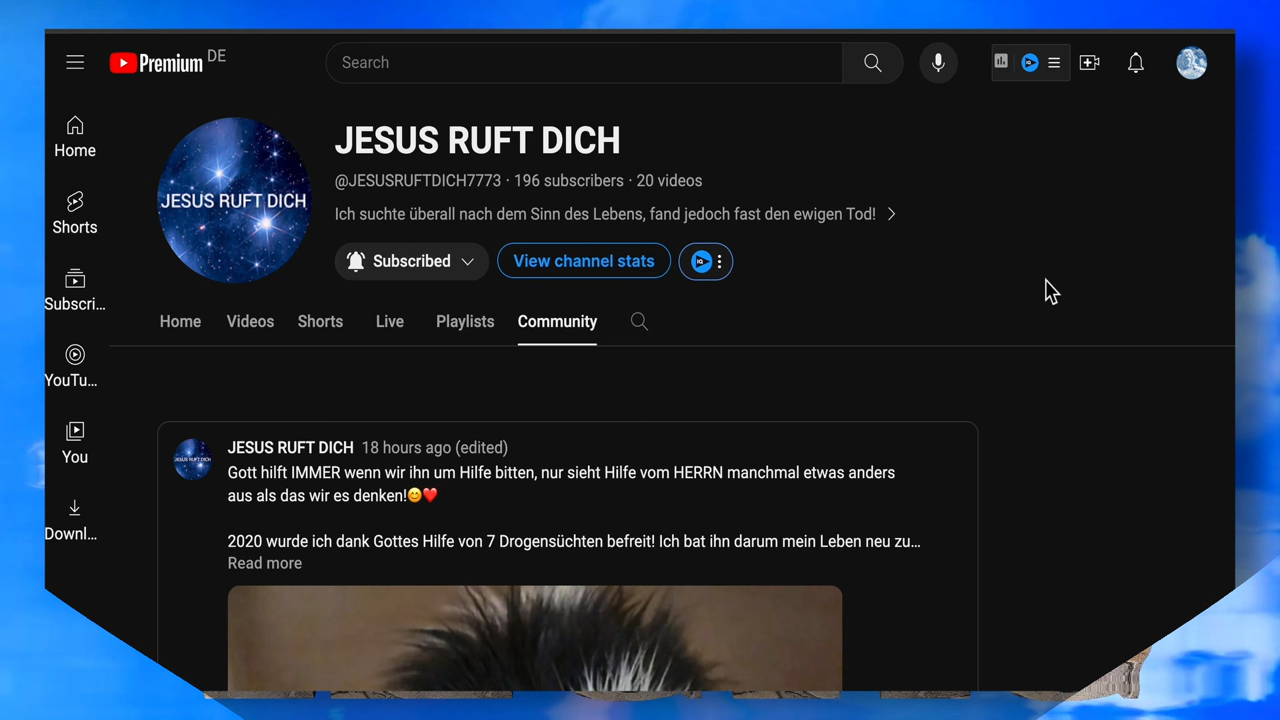 Premium DE
Search
Home
Shorts
Subscri...
YouTu...
You
Downl...
JESUS RUFT DICH
JESUS RUFT DICH
@JESUSRUFTDICH7773 · 196 subscribers · 20 videos
Ich suchte überall nach dem Sinn des Lebens, fand jedoch fast den ewigen Tod!
Subscribed
View channel stats
IQ
Home Videos Shorts Live Playlists Community
JESUS RUFT DICH
JESUS RUFT DICH 18 hours ago (edited)
Gott hilft IMMER wenn wir ihn um Hilfe bitten, nur sieht Hilfe vom HERRN manchmal etwas anders
aus als das wir es denken!😊❤️
2020 wurde ich dank Gottes Hilfe von 7 Drogensüchten befreit! Ich bat ihn darum mein Leben neu zu...
Read more